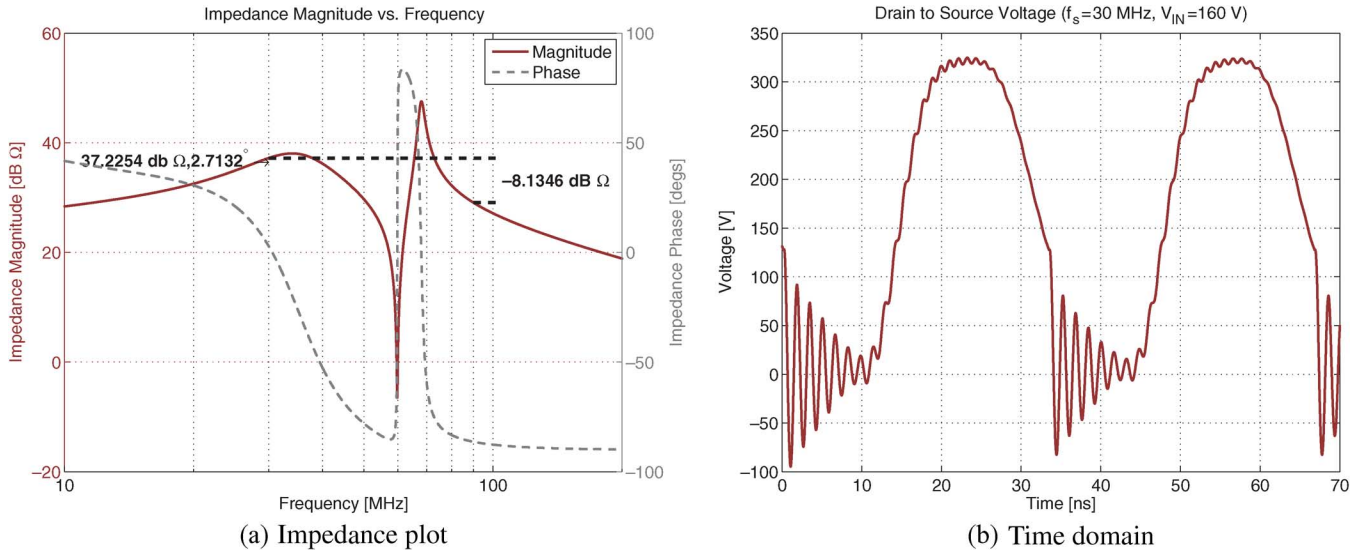 Impedance Magnitude vs. Frequency
60
40
20
0
−20
Impedance Magnitude [dB Ω]
Magnitude
Phase
37.2254 db Ω,2.7132° →
−8.1346 dB Ω
100
50
0
−50
−100
Impedance Phase [degs]
10
100
Frequency [MHz]
(a) Impedance plot
Drain to Source Voltage (fs=30 MHz, VIN=160 V)
350
300
250
200
150
100
50
0
−50
−100
Voltage [V]
0
10
20
30
40
50
60
70
Time [ns]
(b) Time domain